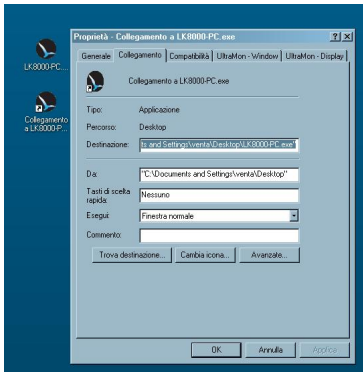 LK8000-PC....
Collegamento
a LK8000-P...
Proprietà - Collegamento a LK8000-PC.exe
Generale Collegamento Compatibilità UltraMon - Window UltraMon - Display
Collegamento a LK8000-PC.exe
Tipo: Applicazione
Percorso: Desktop
Destinazione: ts and Settings\venta\Desktop\LK8000-PC.exe"
Da: "C:\Documents and Settings\venta\Desktop"
Tasti di scelta
rapida: Nessuno
Esegui: Finestra normale
Commento:
Trova destinazione... Cambia icona... Avanzate...
OK Annulla Applica